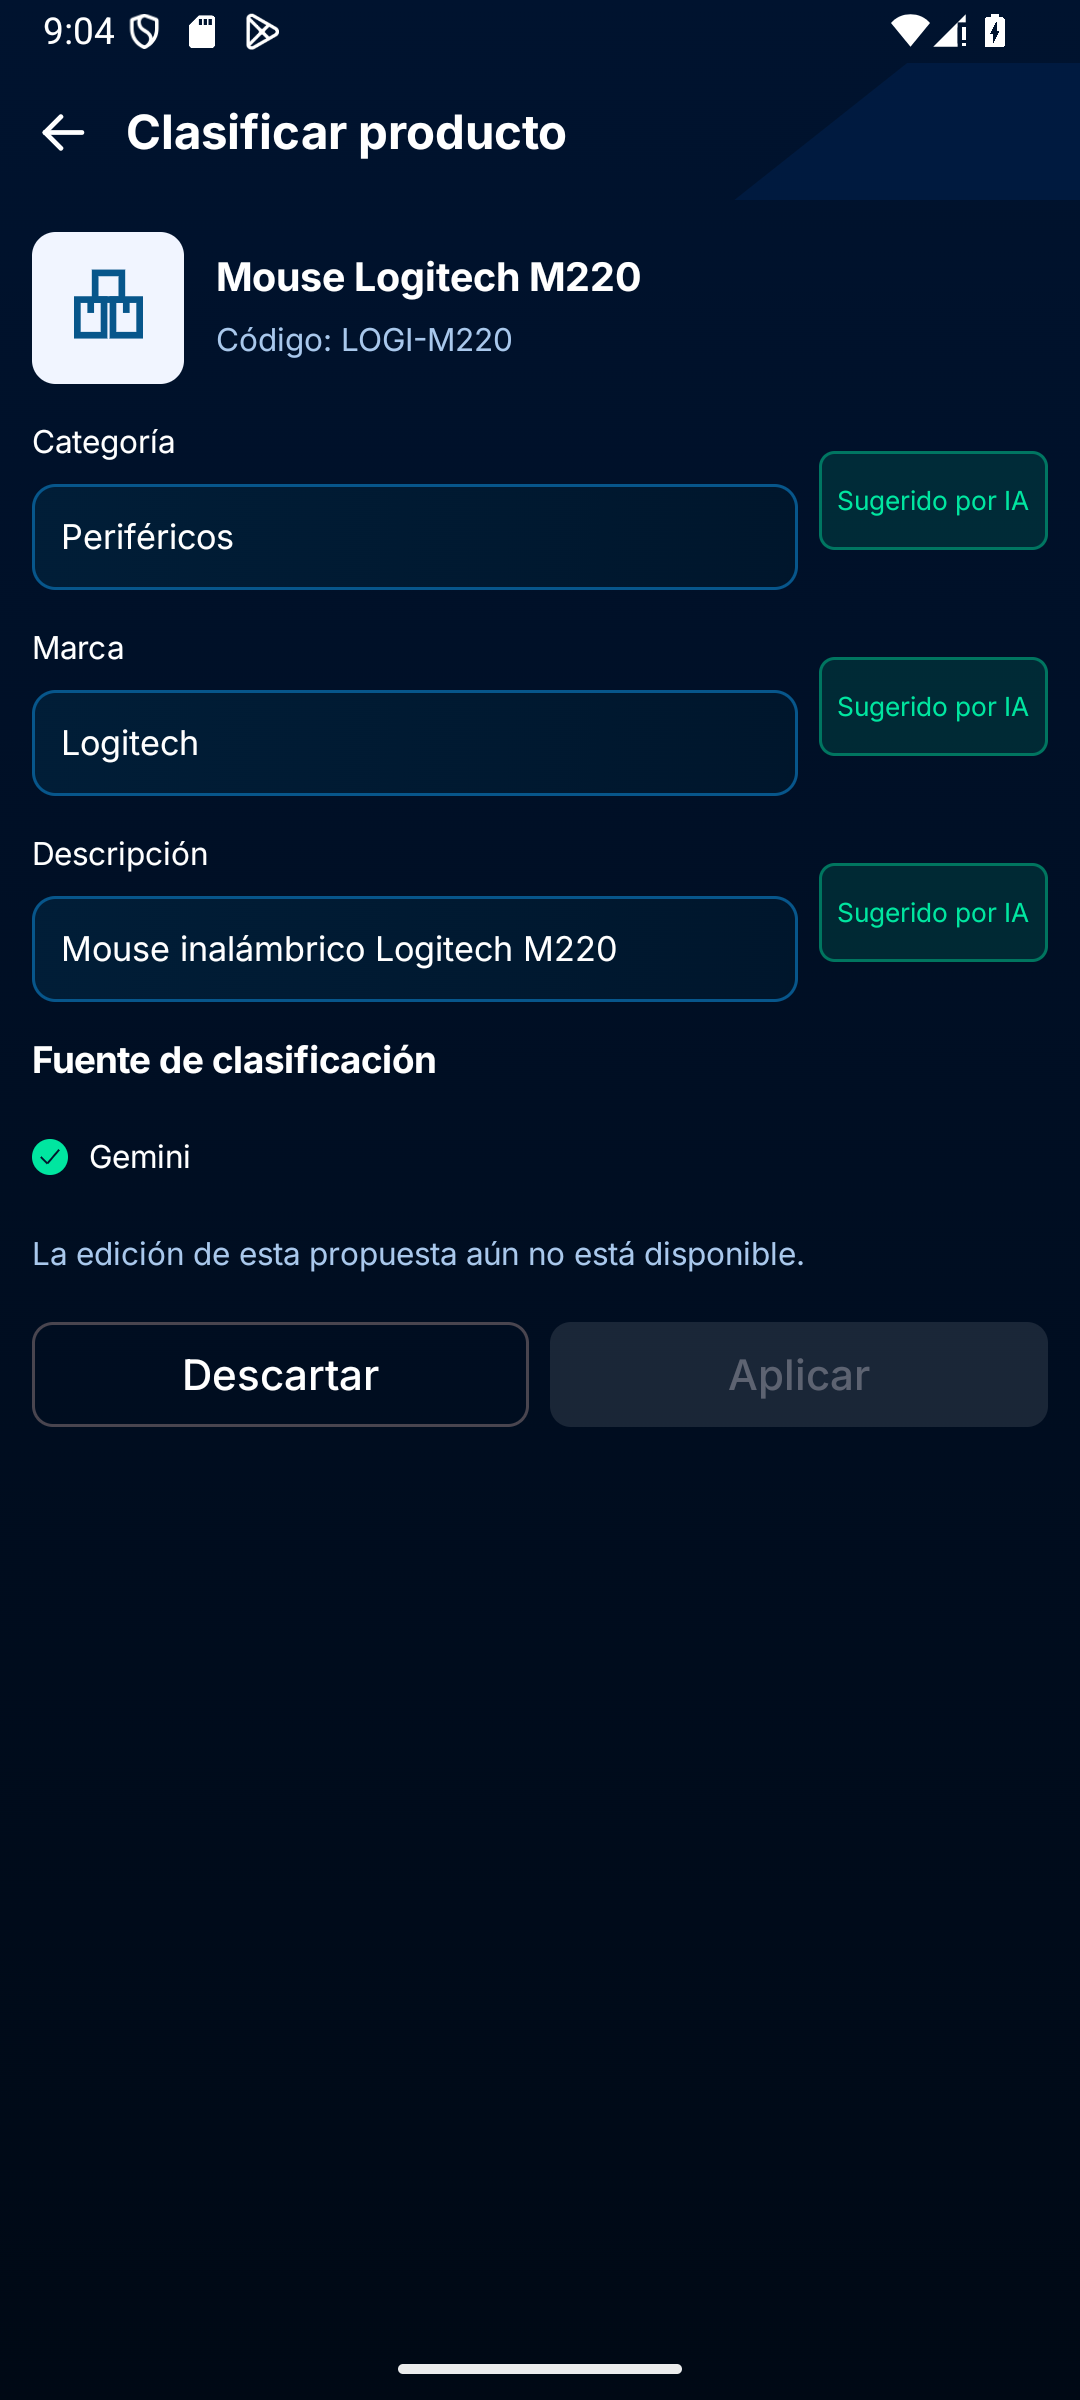 9:04
Clasificar producto
Mouse Logitech M220
Código: LOGI-M220
Categoría
Sugerido por IA
Periféricos
Marca
Sugerido por IA
Logitech
Descripción
Sugerido por IA
Mouse inalámbrico Logitech M220
Fuente de clasificación
Gemini
La edición de esta propuesta aún no está disponible.
Descartar
Aplicar